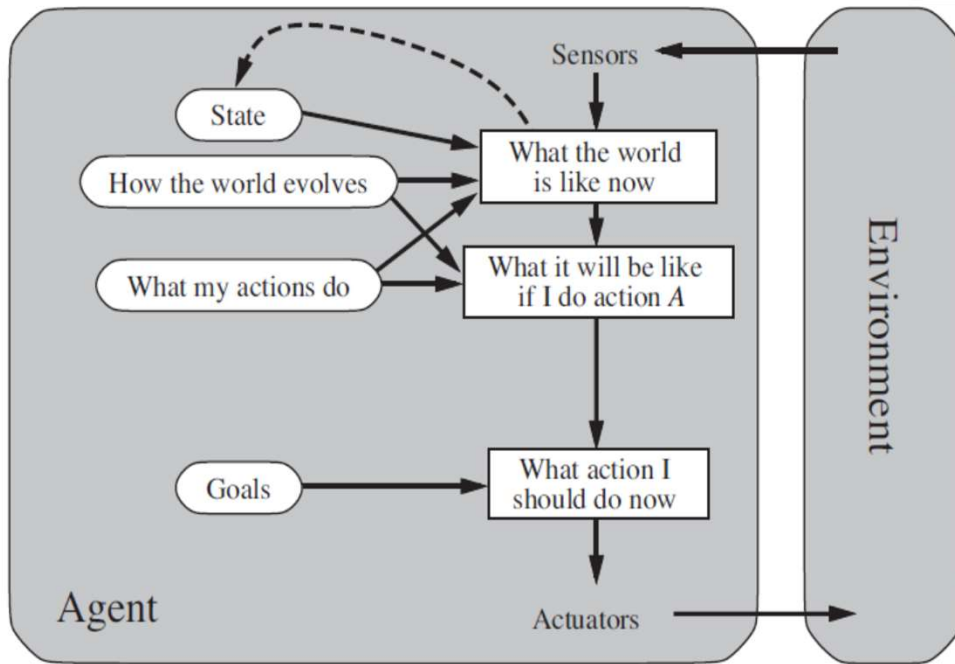 Sensors
State
What the world
is like now
How the world evolves
What it will be like
if I do action A
What my actions do
Environment
What action I
should do now
Goals
Agent
Actuators